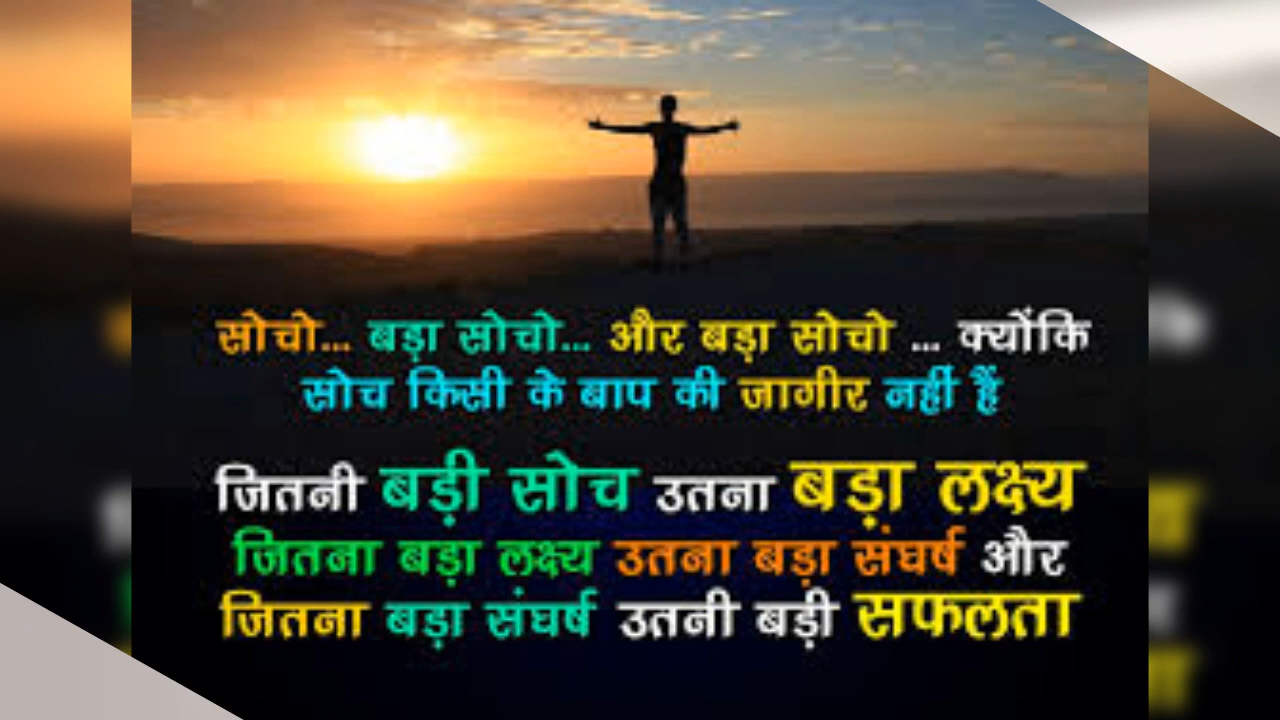 सोचो... बड़ा सोचो... और बड़ा सोचो ... क्योंकि
सोच किसी के बाप की जागीर नहीं हैं
जितनी बड़ी सोच उतना बड़ा लक्ष्य
जितना बड़ा लक्ष्य उतना बड़ा संघर्ष और
जितना बड़ा संघर्ष उतनी बड़ी सफलता